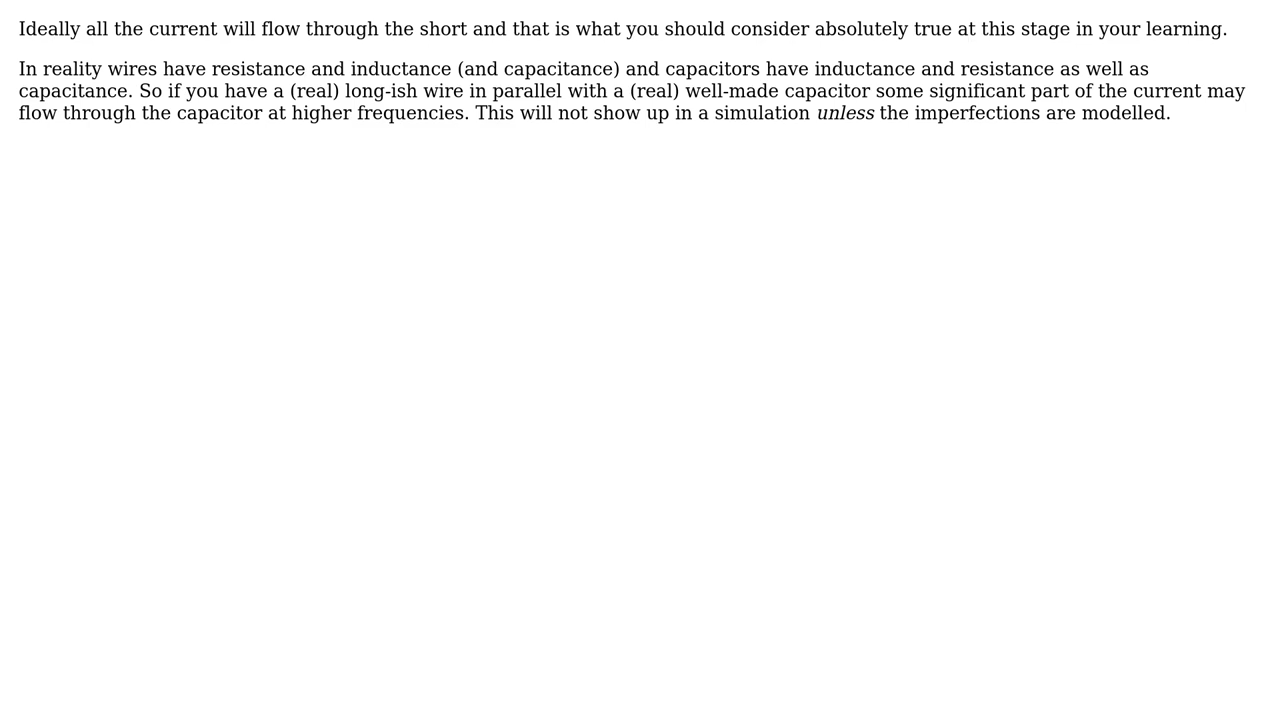 Ideally all the current will flow through the short and that is what you should consider absolutely true at this stage in your learning.
In reality wires have resistance and inductance (and capacitance) and capacitors have inductance and resistance as well as
capacitance. So if you have a (real) long-ish wire in parallel with a (real) well-made capacitor some significant part of the current may
flow through the capacitor at higher frequencies. This will not show up in a simulation unless the imperfections are modelled.